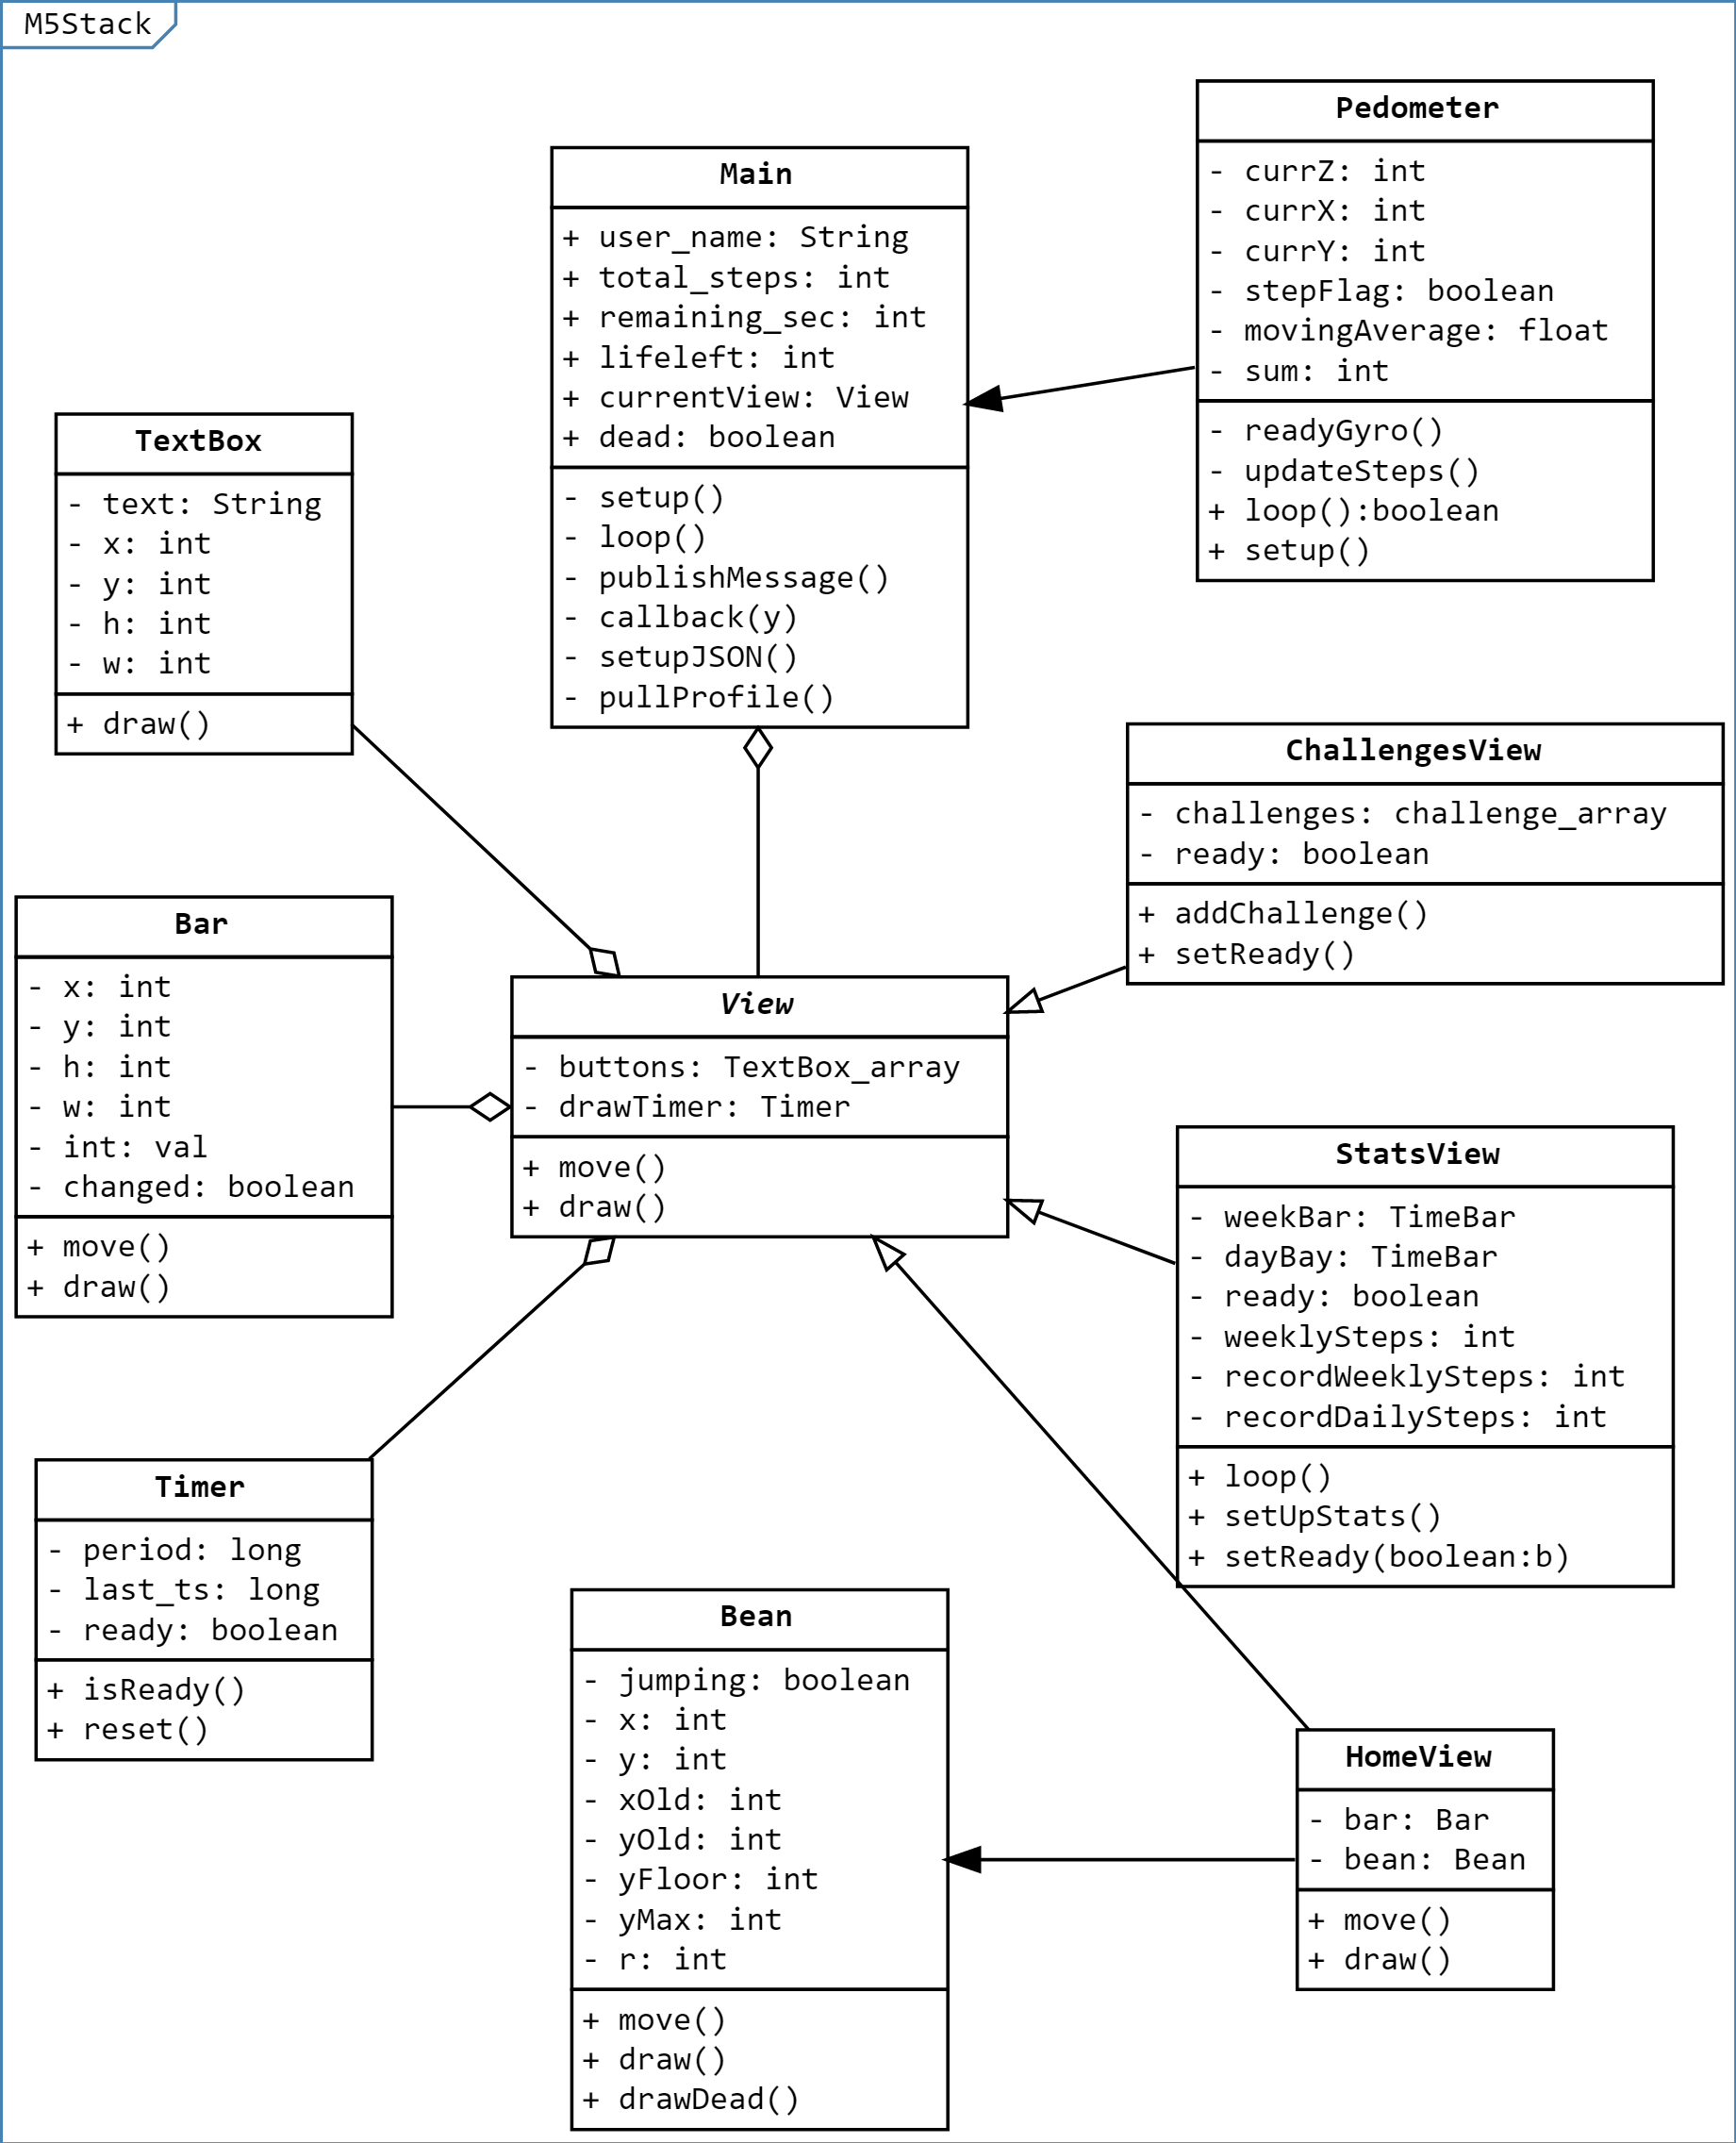 M5Stack
Pedometer
- currZ: int
- currX: int
- currY: int
- stepFlag: boolean
- movingAverage: float
- sum: int
- readyGyro()
- updateSteps()
+ loop():boolean
+ setup()
Main
+ user_name: String
+ total_steps: int
+ remaining_sec: int
+ lifeleft: int
+ currentView: View
+ dead: boolean
- setup()
- loop()
- publishMessage()
- callback(y)
- setupJSON()
- pullProfile()
TextBox
- text: String
- x: int
- y: int
- h: int
- w: int
+ draw()
ChallengesView
- challenges: challenge_array
- ready: boolean
+ addChallenge()
+ setReady()
Bar
- x: int
- y: int
- h: int
- w: int
- int: val
- changed: boolean
+ move()
+ draw()
View
- buttons: TextBox_array
- drawTimer: Timer
+ move()
+ draw()
StatsView
- weekBar: TimeBar
- dayBay: TimeBar
- ready: boolean
- weeklySteps: int
- recordWeeklySteps: int
- recordDailySteps: int
+ loop()
+ setUpStats()
+ setReady(boolean:b)
Timer
- period: long
- last_ts: long
- ready: boolean
+ isReady()
+ reset()
Bean
- jumping: boolean
- x: int
- y: int
- xOld: int
- yOld: int
- yFloor: int
- yMax: int
- r: int
+ move()
+ draw()
+ drawDead()
HomeView
- bar: Bar
- bean: Bean
+ move()
+ draw()